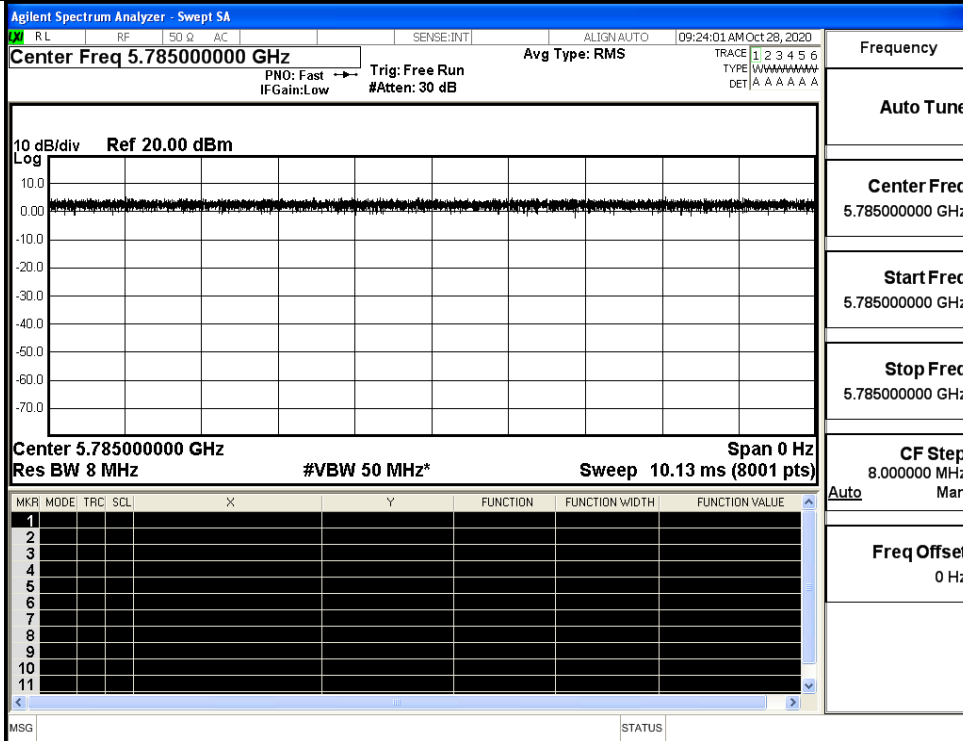 Agilent Spectrum Analyzer - Swept SA
LXI RL RF 50 Ω AC SENSE:INT ALIGN AUTO 09:24:01 AM Oct 28, 2020
Center Freq 5.785000000 GHz
PNO: Fast
IFGain:Low
Trig: Free Run
#Atten: 30 dB
Avg Type: RMS
TRACE 1 2 3 4 5 6
TYPE WWWWWW
DET A A A A A A
10 dB/div Ref 20.00 dBm
Log
10.0
0.00
-10.0
-20.0
-30.0
-40.0
-50.0
-60.0
-70.0
Center 5.785000000 GHz Span 0 Hz
Res BW 8 MHz #VBW 50 MHz* Sweep 10.13 ms (8001 pts)
MKR MODE TRC SCL X Y FUNCTION FUNCTION WIDTH FUNCTION VALUE
1
2
3
4
5
6
7
8
9
10
11
MSG STATUS
Frequency
Auto Tune
Center Freq
5.785000000 GHz
Start Freq
5.785000000 GHz
Stop Freq
5.785000000 GHz
CF Step
8.000000 MHz
Auto Man
Freq Offset
0 Hz